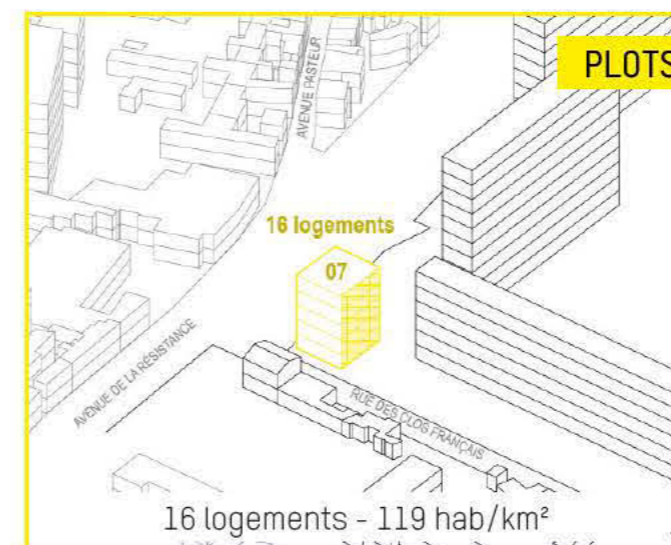 PLOTS
AVENUE PASTEUR
16 logements
07
AVENUE DE LA RÉSISTANCE
RUE DES CLOS FRANÇAIS
16 logements - 119 hab/km²